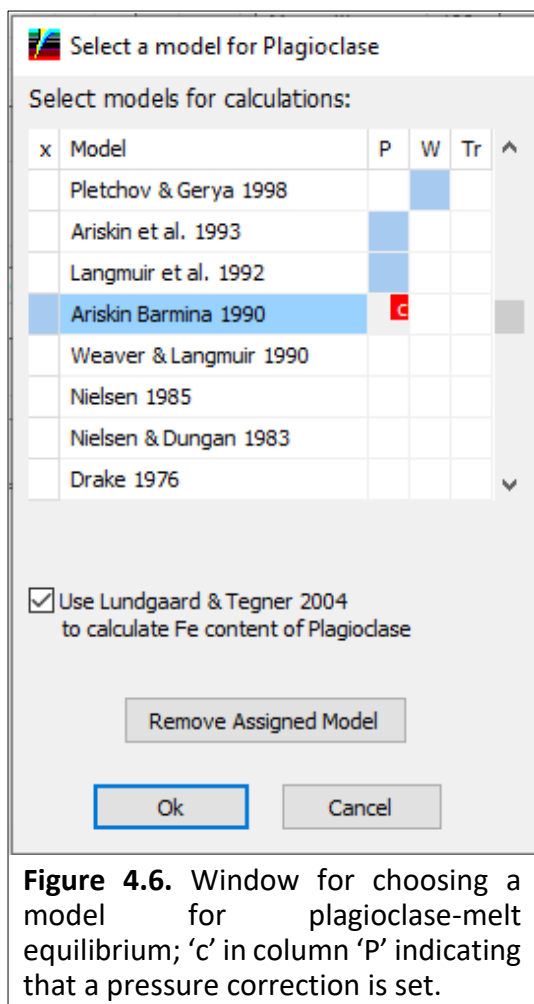 Select a model for Plagioclase
Select models for calculations:
x Model P W Tr
Pletchov & Gerya 1998
Ariskin et al. 1993
Langmuir et al. 1992
Ariskin Barmina 1990 c
Weaver & Langmuir 1990
Nielsen 1985
Nielsen & Dungan 1983
Drake 1976
Use Lundgaard & Tegner 2004
to calculate Fe content of Plagioclase
Remove Assigned Model
Ok Cancel
Figure 4.6. Window for choosing a
model for plagioclase-melt
equilibrium; ‘c’ in column ‘P’ indicating
that a pressure correction is set.